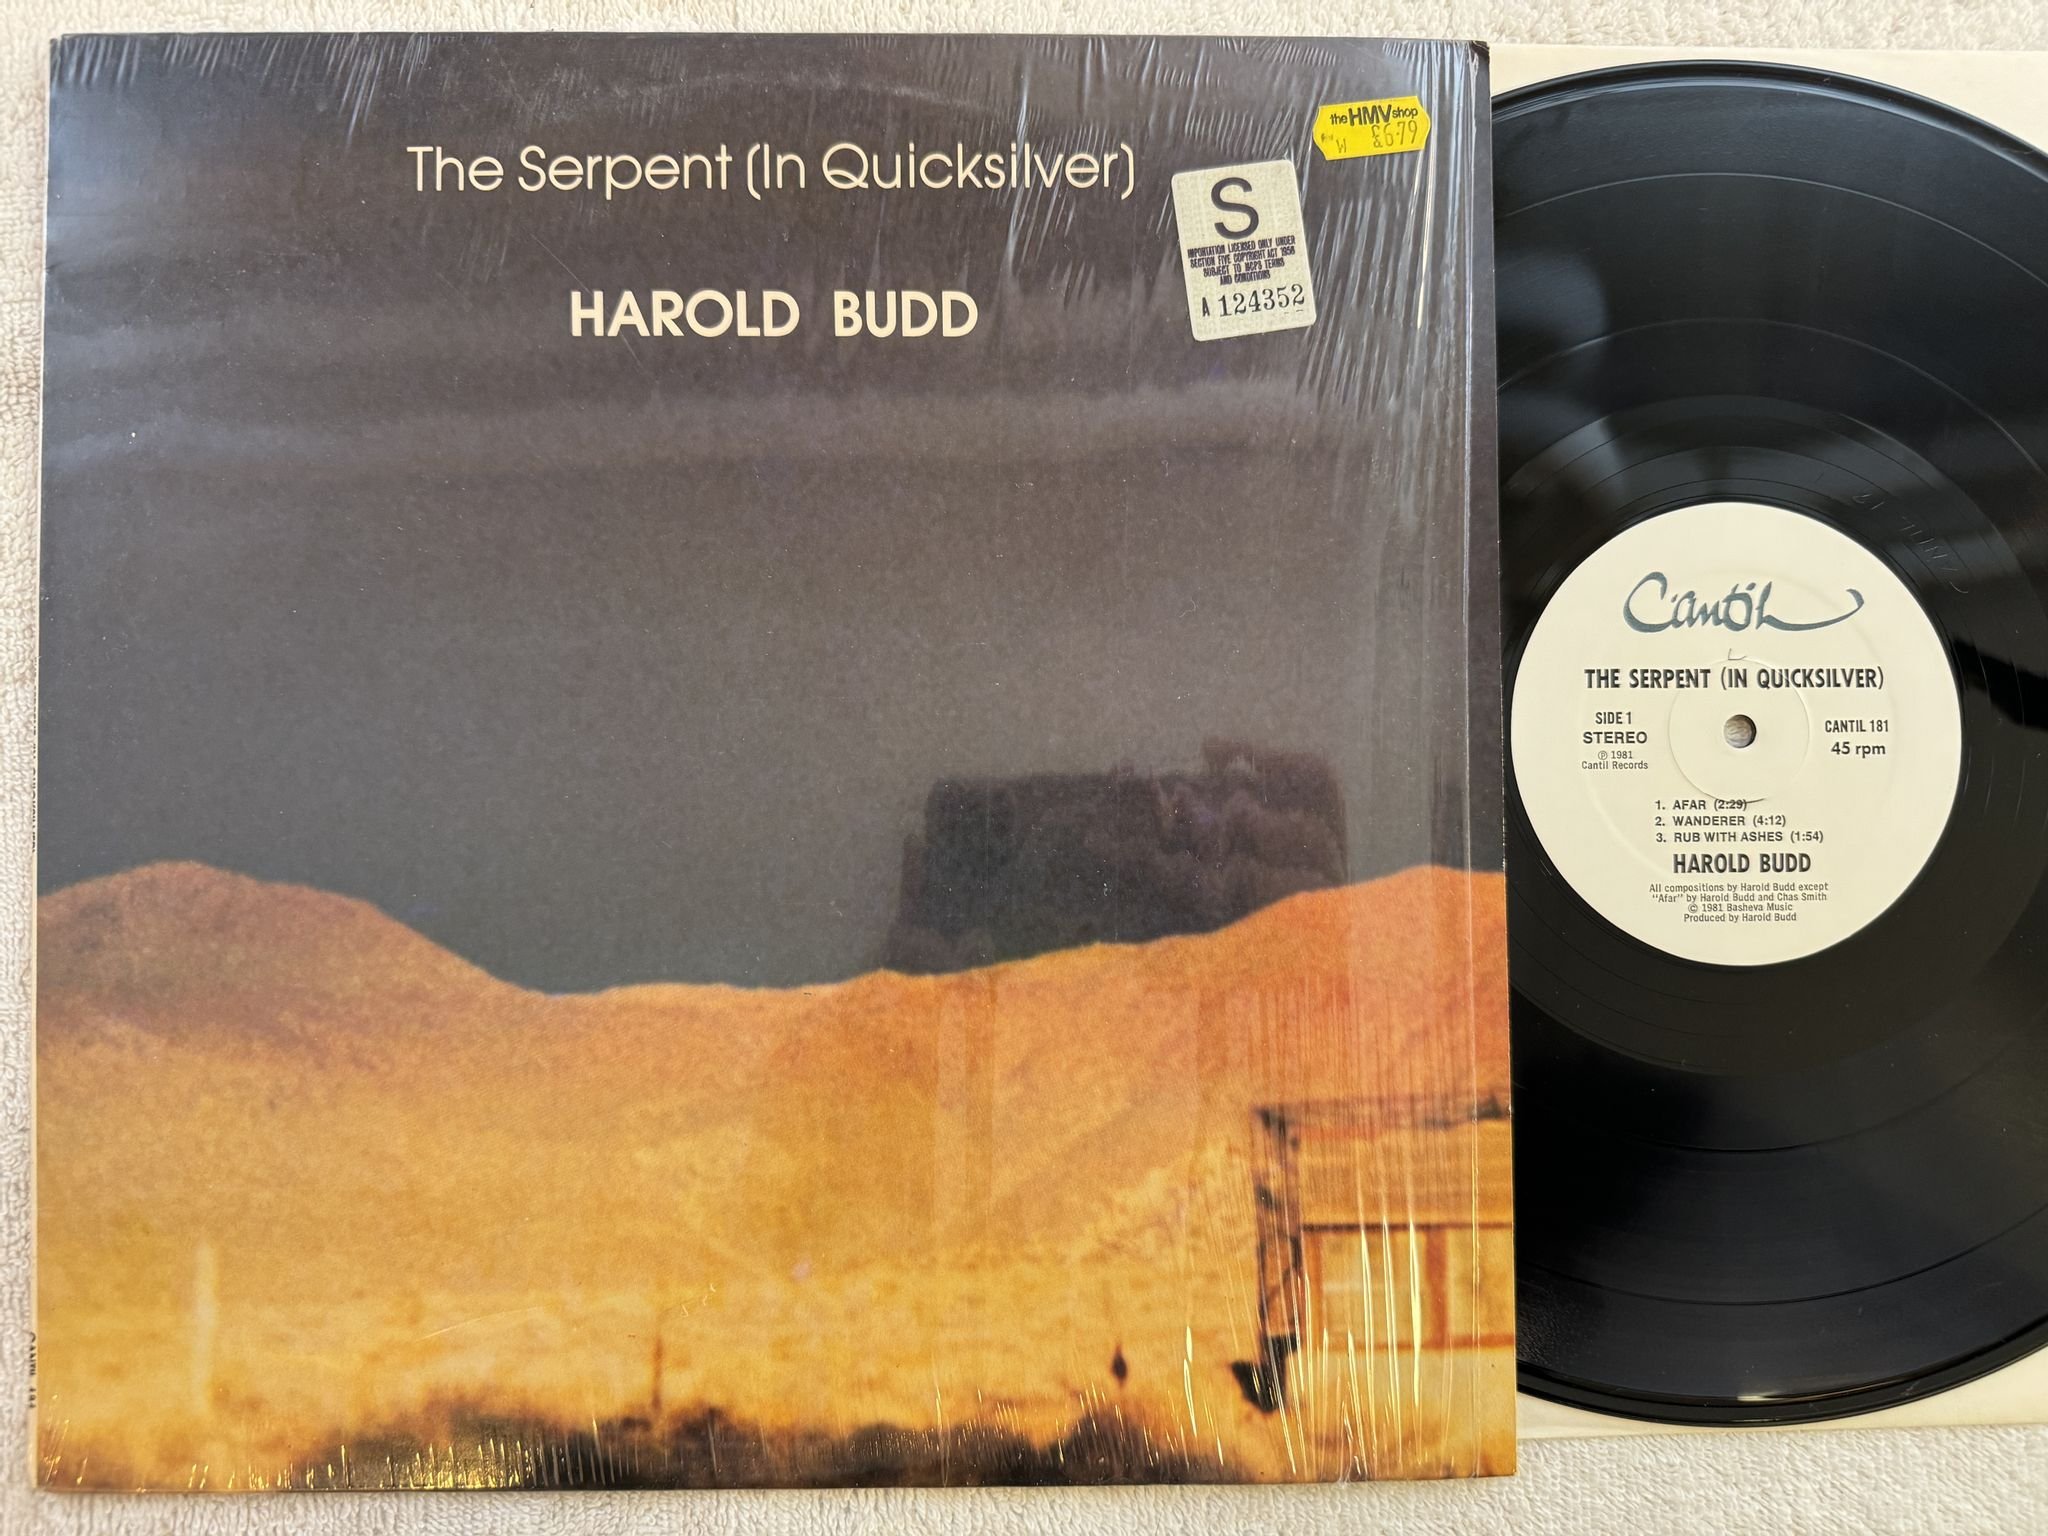 The Serpent (In Quicksilver)
HAROLD BUDD
the HMV shop
W £6.79
S
IMPORTATION LICENSED ONLY UNDER
SECTION FIVE COPYRIGHT ACT 1956
SUBJECT TO MCPS TERMS
AND CONDITIONS
A 124352
Cantil
THE SERPENT (IN QUICKSILVER)
SIDE 1
STEREO
℗ 1981
Cantil Records
CANTIL 181
45 rpm
1. AFAR (2:29)
2. WANDERER (4:12)
3. RUB WITH ASHES (1:54)
HAROLD BUDD
All compositions by Harold Budd except
"Afar" by Harold Budd and Chas Smith
© 1981 Basheva Music
Produced by Harold Budd